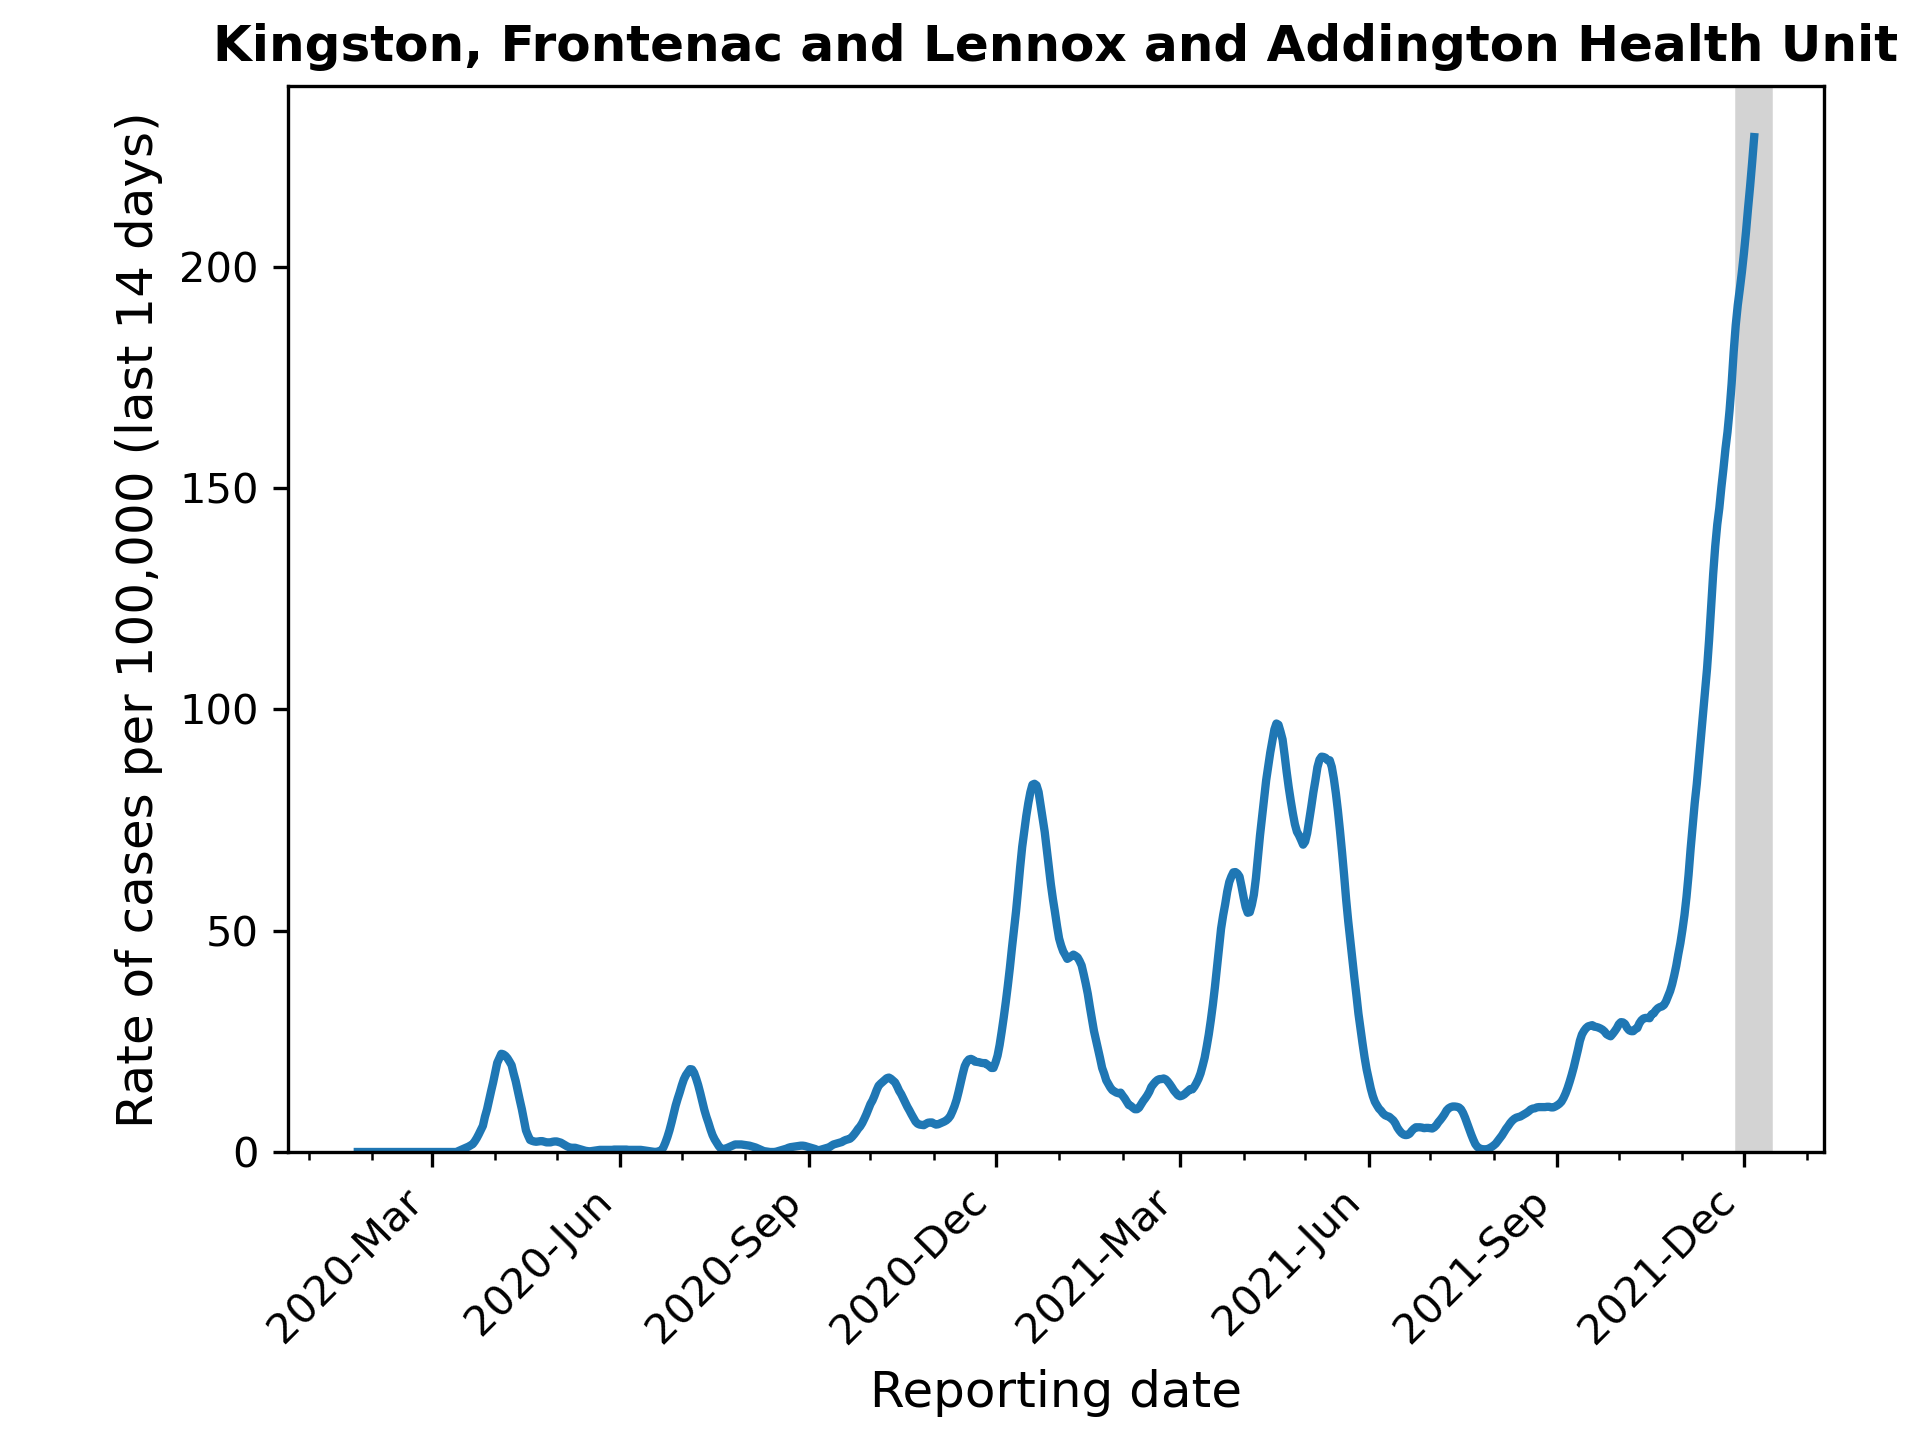 Kingston, Frontenac and Lennox and Addington Health Unit
Rate of cases per 100,000 (last 14 days)
200
150
100
50
0
2020-Mar
2020-Jun
2020-Sep
2020-Dec
2021-Mar
2021-Jun
2021-Sep
2021-Dec
Reporting date